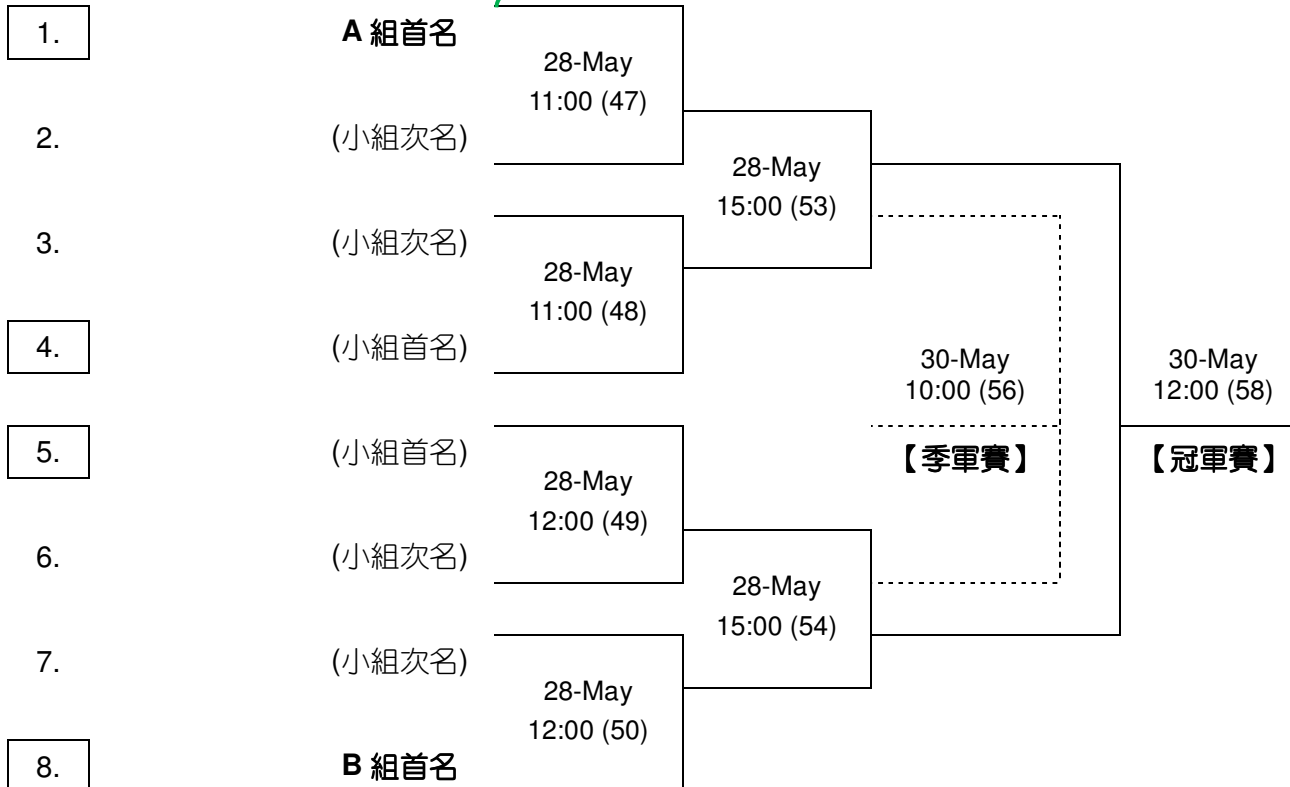 1.
A 組首名
28-May
11:00 (47)
2.
(小組次名)
28-May
15:00 (53)
3.
(小組次名)
28-May
11:00 (48)
4.
(小組首名)
30-May
10:00 (56)
30-May
12:00 (58)
5.
(小組首名)
【季軍賽】
【冠軍賽】
28-May
12:00 (49)
6.
(小組次名)
28-May
15:00 (54)
7.
(小組次名)
28-May
12:00 (50)
8.
B 組首名